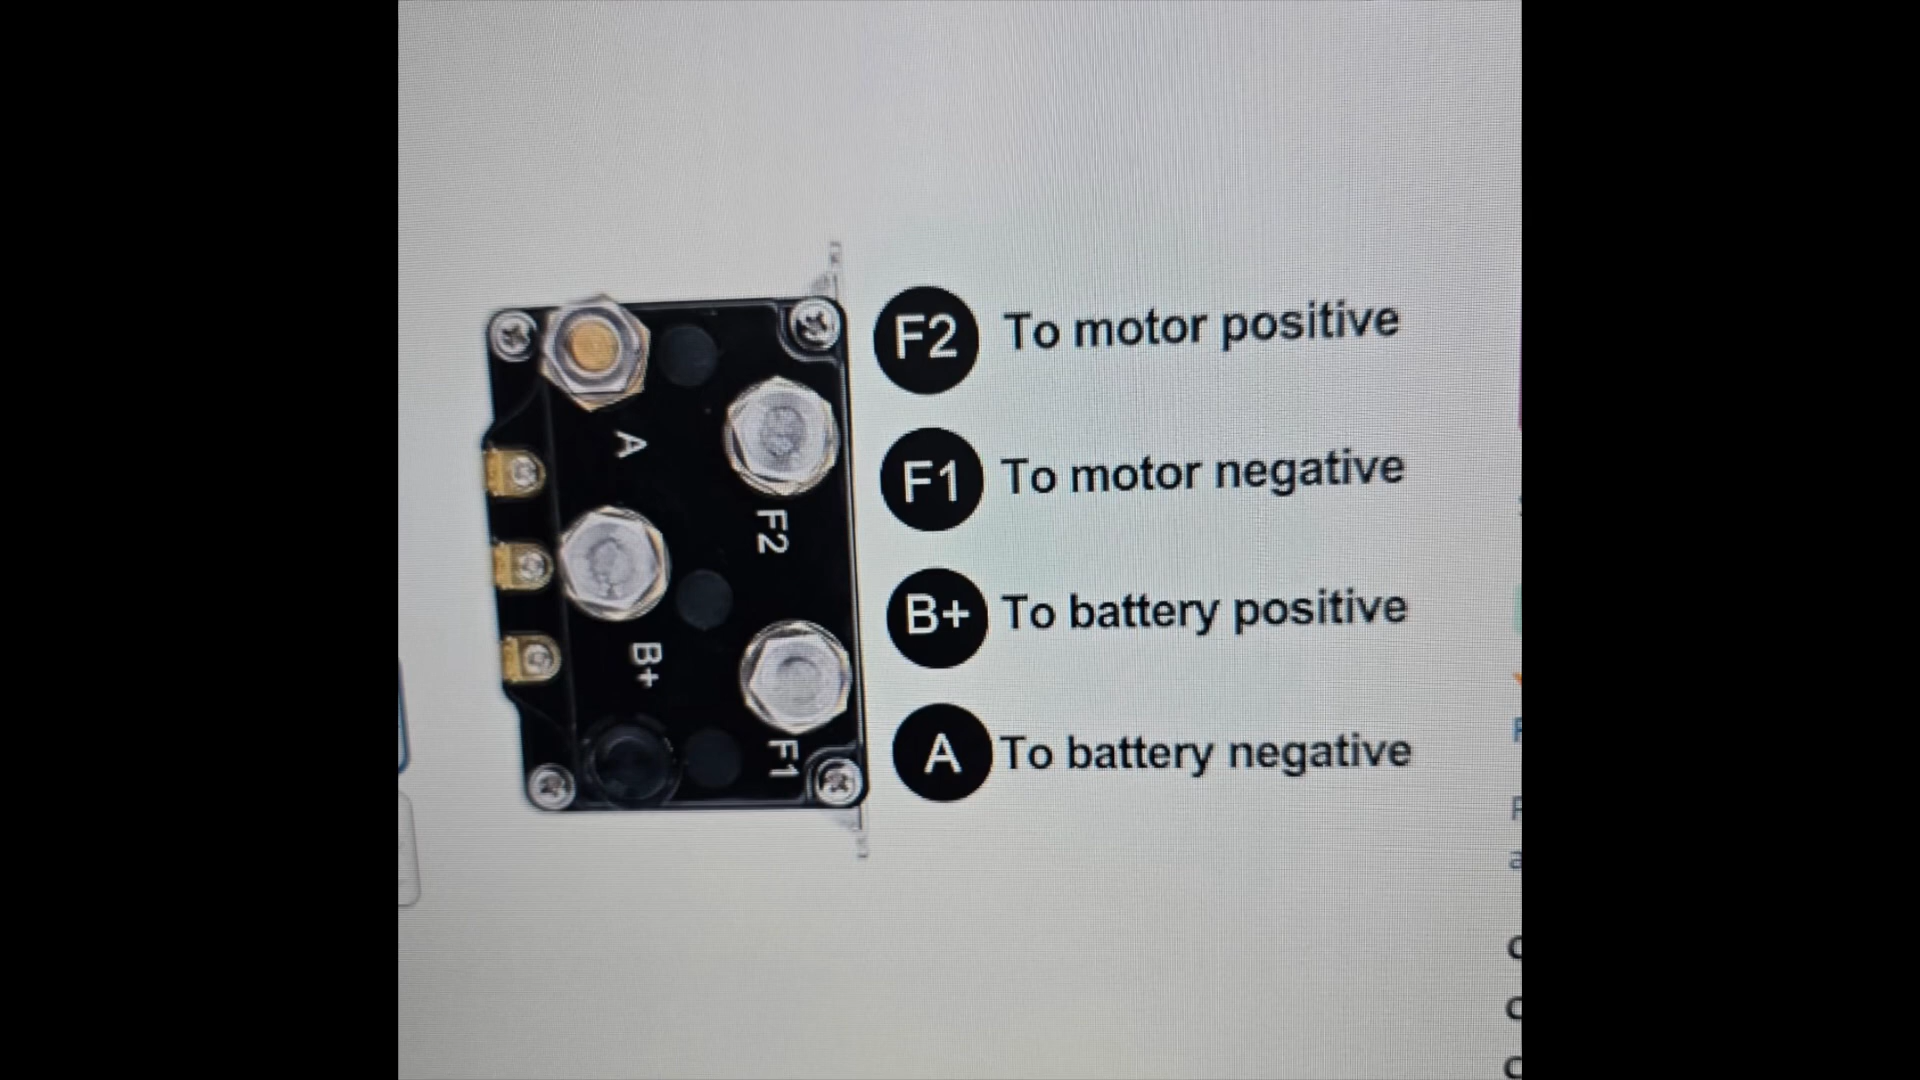 F2 To motor positive
F1 To motor negative
B+ To battery positive
A To battery negative
A
F2
B+
F1